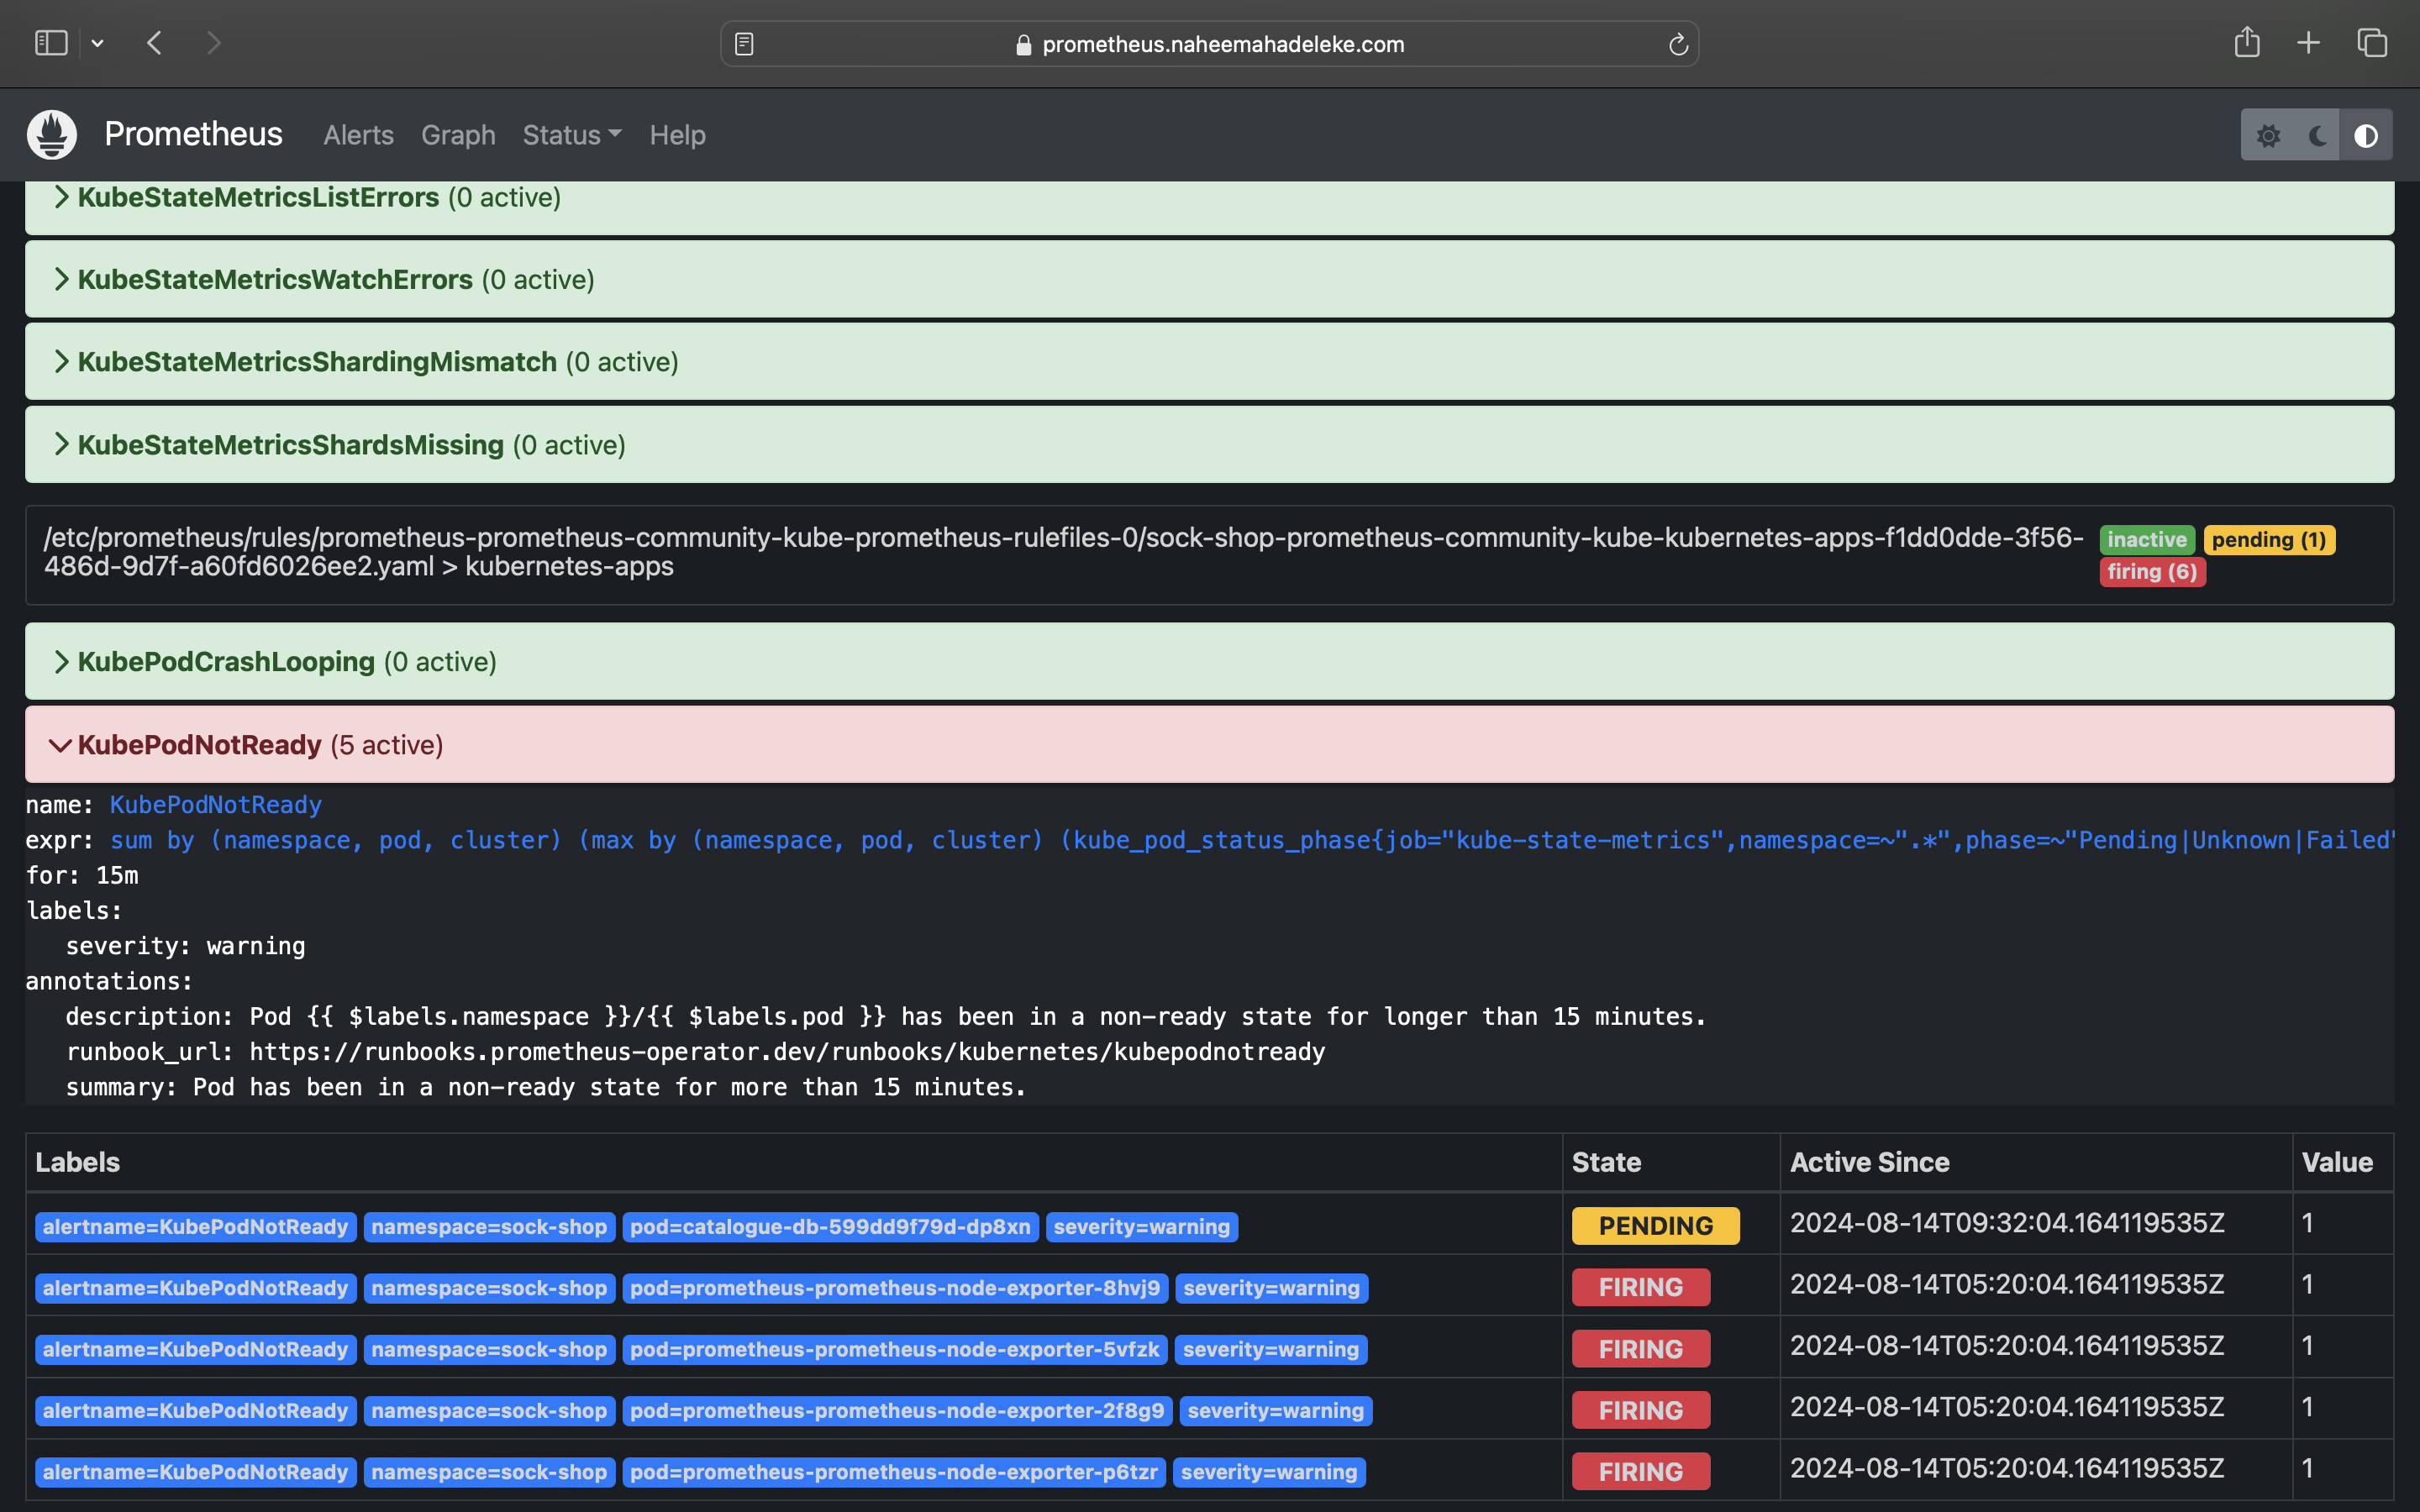 prometheus.naheemahadeleke.com
Prometheus Alerts Graph Status Help
KubeStateMetricsListErrors (0 active)
KubeStateMetricsWatchErrors (0 active)
KubeStateMetricsShardingMismatch (0 active)
KubeStateMetricsShardsMissing (0 active)
/etc/prometheus/rules/prometheus-prometheus-community-kube-prometheus-rulefiles-0/sock-shop-prometheus-community-kube-kubernetes-apps-f1dd0dde-3f56-
486d-9d7f-a60fd6026ee2.yaml > kubernetes-apps
inactive pending (1)
firing (6)
KubePodCrashLooping (0 active)
KubePodNotReady (5 active)
name: KubePodNotReady
expr: sum by (namespace, pod, cluster) (max by (namespace, pod, cluster) (kube_pod_status_phase{job="kube-state-metrics",namespace=~".*",phase=~"Pending|Unknown|Failed"
for: 15m
labels:
severity: warning
annotations:
description: Pod {{ $labels.namespace }}/{{ $labels.pod }} has been in a non-ready state for longer than 15 minutes.
runbook_url: https://runbooks.prometheus-operator.dev/runbooks/kubernetes/kubepodnotready
summary: Pod has been in a non-ready state for more than 15 minutes.
Labels State Active Since Value
alertname=KubePodNotReady namespace=sock-shop pod=catalogue-db-599dd9f79d-dp8xn severity=warning PENDING 2024-08-14T09:32:04.164119535Z 1
alertname=KubePodNotReady namespace=sock-shop pod=prometheus-prometheus-node-exporter-8hvj9 severity=warning FIRING 2024-08-14T05:20:04.164119535Z 1
alertname=KubePodNotReady namespace=sock-shop pod=prometheus-prometheus-node-exporter-5vfzk severity=warning FIRING 2024-08-14T05:20:04.164119535Z 1
alertname=KubePodNotReady namespace=sock-shop pod=prometheus-prometheus-node-exporter-2f8g9 severity=warning FIRING 2024-08-14T05:20:04.164119535Z 1
alertname=KubePodNotReady namespace=sock-shop pod=prometheus-prometheus-node-exporter-p6tzr severity=warning FIRING 2024-08-14T05:20:04.164119535Z 1